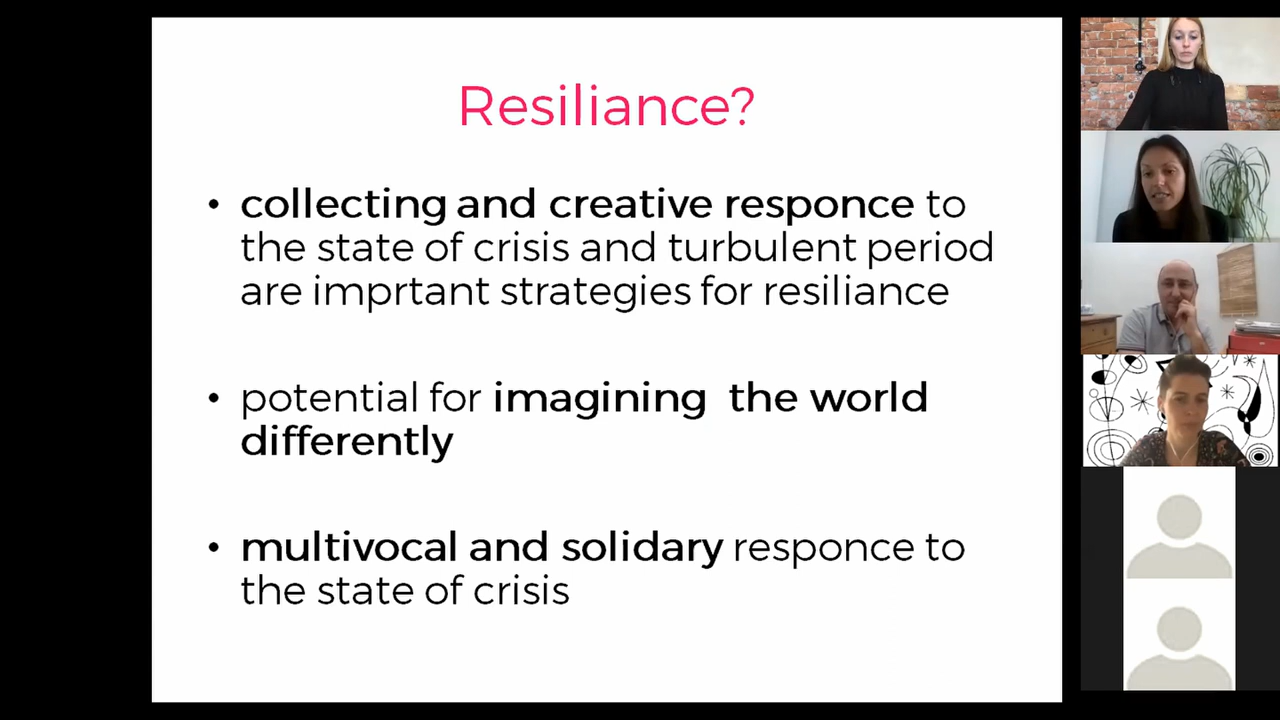 Resiliance?
• collecting and creative responce to
the state of crisis and turbulent period
are imprtant strategies for resiliance
• potential for imagining the world
differently
• multivocal and solidary responce to
the state of crisis